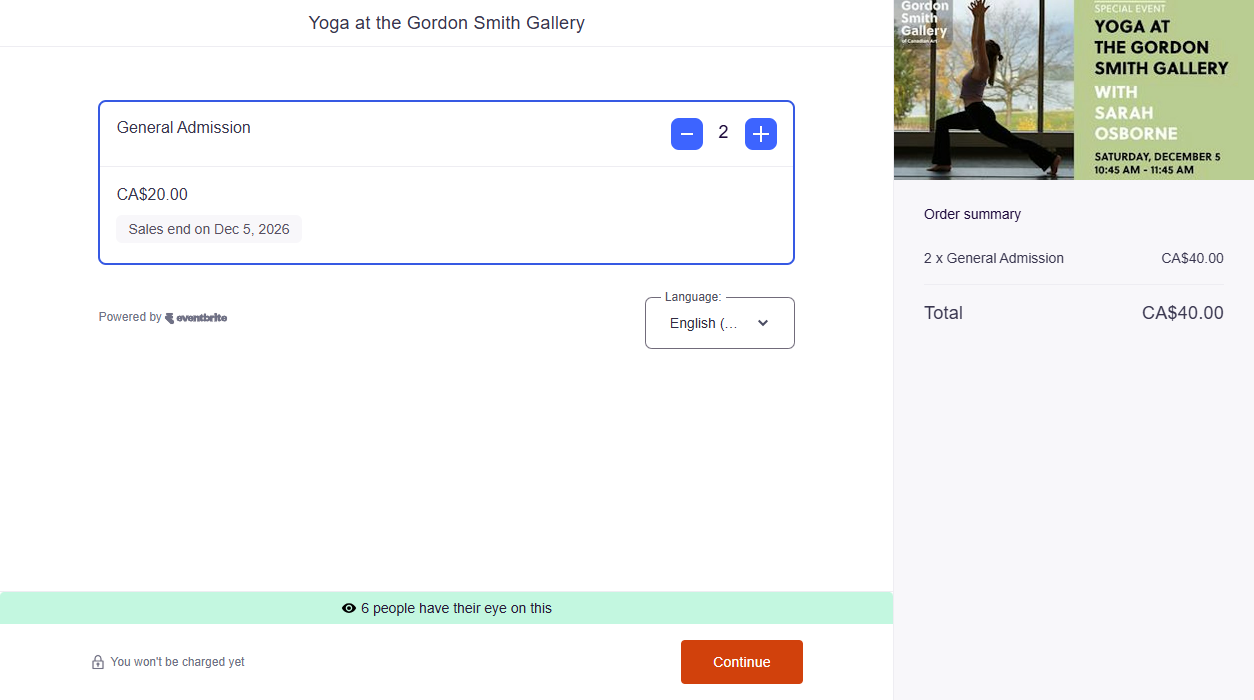 Yoga at the Gordon Smith Gallery
General Admission
2
CA$20.00
Sales end on Dec 5, 2026
Powered by eventbrite
Language:
English (...
6 people have their eye on this
You won't be charged yet
Continue
Gordon
Smith
Gallery
of Canadian Art
SPECIAL EVENT
YOGA AT
THE GORDON
SMITH GALLERY
WITH
SARAH
OSBORNE
SATURDAY, DECEMBER 5
10:45 AM - 11:45 AM
Order summary
2 x General Admission CA$40.00
Total CA$40.00